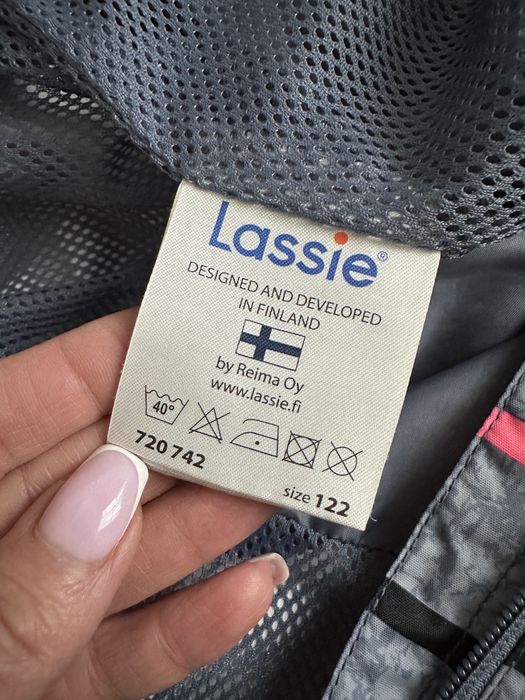 Lassie®
DESIGNED AND DEVELOPED
IN FINLAND
by Reima Oy
www.lassie.fi
40°
720 742
size 122